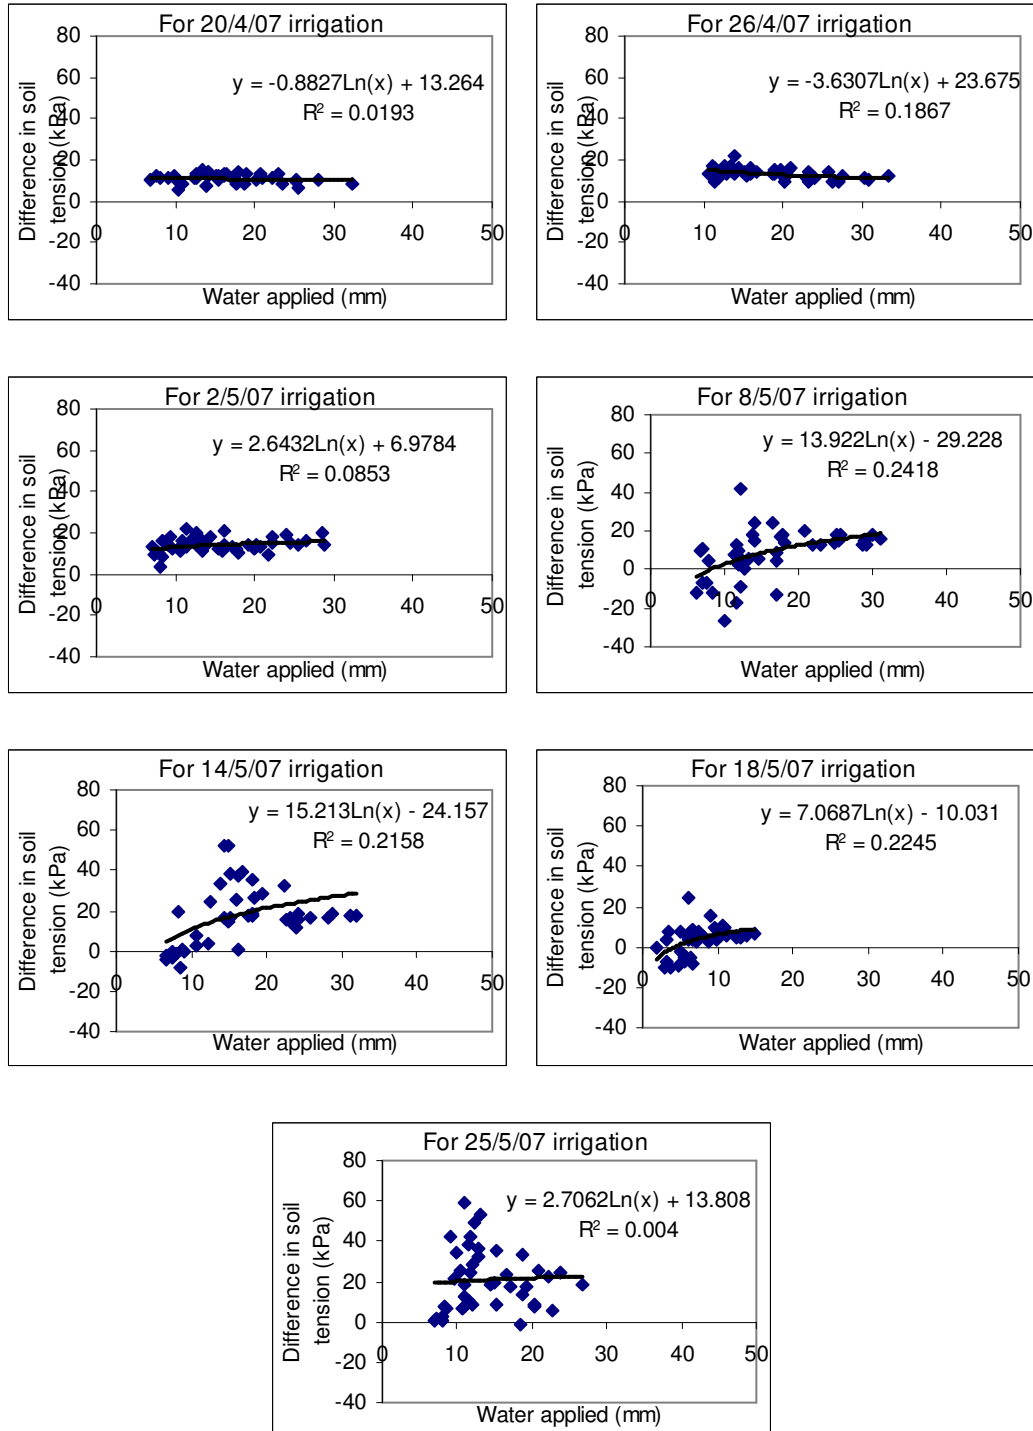 For 20/4/07 irrigation
y = -0.8827Ln(x) + 13.264
R² = 0.0193
80
60
40
20
0
-20
-40
0 10 20 30 40 50
Difference in soil
tension (kPa)
Water applied (mm)
For 26/4/07 irrigation
y = -3.6307Ln(x) + 23.675
R² = 0.1867
80
60
40
20
0
-20
-40
0 10 20 30 40 50
Difference in soil
tension (kPa)
Water applied (mm)
For 2/5/07 irrigation
y = 2.6432Ln(x) + 6.9784
R² = 0.0853
80
60
40
20
0
-20
-40
0 10 20 30 40 50
Difference in soil
tension (kPa)
Water applied (mm)
For 8/5/07 irrigation
y = 13.922Ln(x) - 29.228
R² = 0.2418
80
60
40
20
0
-20
-40
0 10 20 30 40 50
Difference in soil
tension (kPa)
Water applied (mm)
For 14/5/07 irrigation
y = 15.213Ln(x) - 24.157
R² = 0.2158
80
60
40
20
0
-20
-40
0 10 20 30 40 50
Difference in soil
tension (kPa)
Water applied (mm)
For 18/5/07 irrigation
y = 7.0687Ln(x) - 10.031
R² = 0.2245
80
60
40
20
0
-20
-40
0 10 20 30 40 50
Difference in soil
tension (kPa)
Water applied (mm)
For 25/5/07 irrigation
y = 2.7062Ln(x) + 13.808
R² = 0.004
80
60
40
20
0
-20
-40
0 10 20 30 40 50
Difference in soil
tension (kPa)
Water applied (mm)